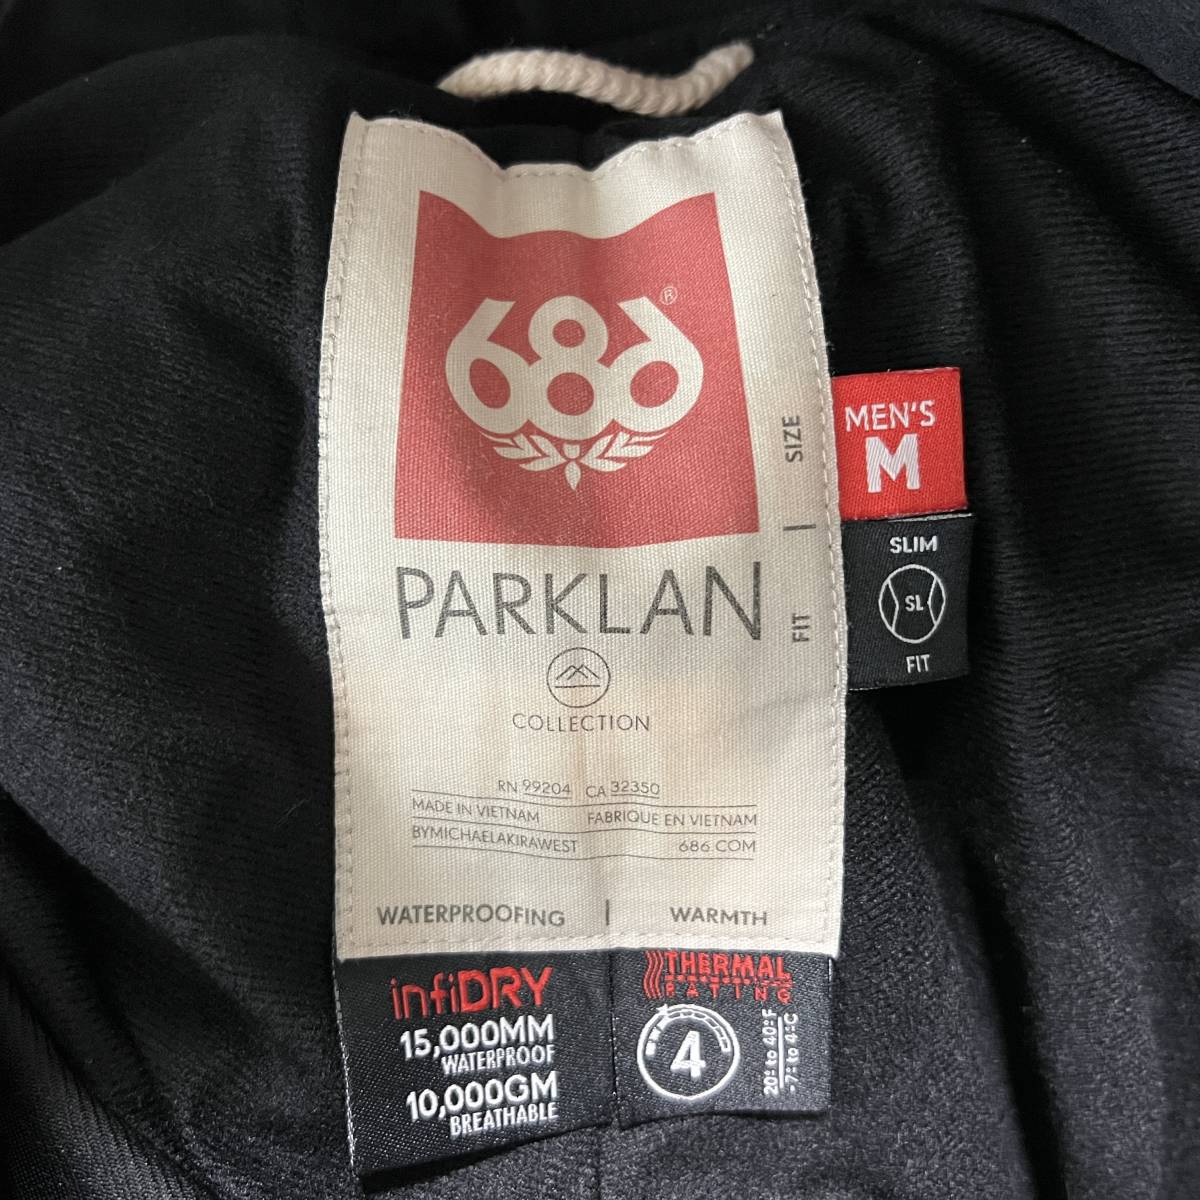 686®
PARKLAN
COLLECTION
RN 99204 CA 32350
MADE IN VIETNAM FABRIQUE EN VIETNAM
BYMICHAELAKIRAWEST 686.COM
WATERPROOFING | WARMTH
SIZE | FIT
MEN'S
M
SLIM
SL
FIT
infiDRY
15,000MM
WATERPROOF
10,000GM
BREATHABLE
THERMAL
RATING
4
20° to 40° F
-7° to 4° C